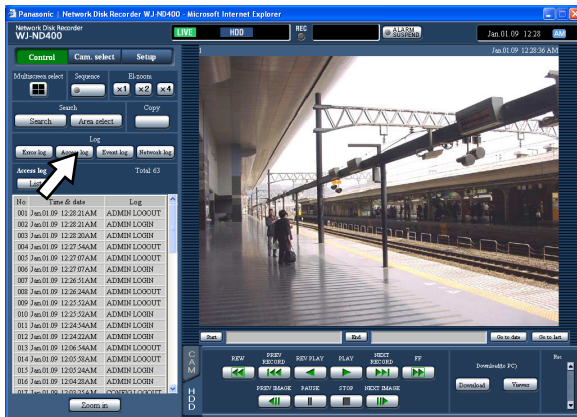 Panasonic | Network Disk Recorder WJ-ND400 - Microsoft Internet Explorer
Network Disk Recorder
WJ-ND400
LIVE
HDD
REC
ALARM
SUSPEND
Jan.01.09 12:28 AM
Control
Cam. select
Setup
1
Jan.01.09 12:28:36 AM
Multiscreen select
Sequence
El-zoom
x1
x2
x4
Search
Copy
Search
Area select
Log
Error log
Access log
Event log
Network log
Access log
Total: 63
List
No Time & date Log
001 Jan.01.09 12:28:21AM ADMIN LOGOUT
002 Jan.01.09 12:28:21AM ADMIN LOGIN
003 Jan.01.09 12:28:20AM ADMIN LOGIN
004 Jan.01.09 12:27:54AM ADMIN LOGOUT
005 Jan.01.09 12:27:07AM ADMIN LOGIN
006 Jan.01.09 12:27:07AM ADMIN LOGIN
007 Jan.01.09 12:26:51AM ADMIN LOGIN
008 Jan.01.09 12:26:24AM ADMIN LOGOUT
009 Jan.01.09 12:25:52AM ADMIN LOGIN
010 Jan.01.09 12:25:52AM ADMIN LOGIN
011 Jan.01.09 12:24:54AM ADMIN LOGIN
012 Jan.01.09 12:24:22AM ADMIN LOGIN
013 Jan.01.09 12:06:54AM ADMIN LOGOUT
014 Jan.01.09 12:05:58AM ADMIN LOGOUT
015 Jan.01.09 12:05:24AM ADMIN LOGIN
016 Jan.01.09 12:04:28AM ADMIN LOGIN
Zoom in
Start
End
Go to date
Go to last
CAM
HDD
REW
PREV RECORD
REV PLAY
PLAY
NEXT RECORD
FF
PREV IMAGE
PAUSE
STOP
NEXT IMAGE
Download(to PC)
Download
Viewer
Rec